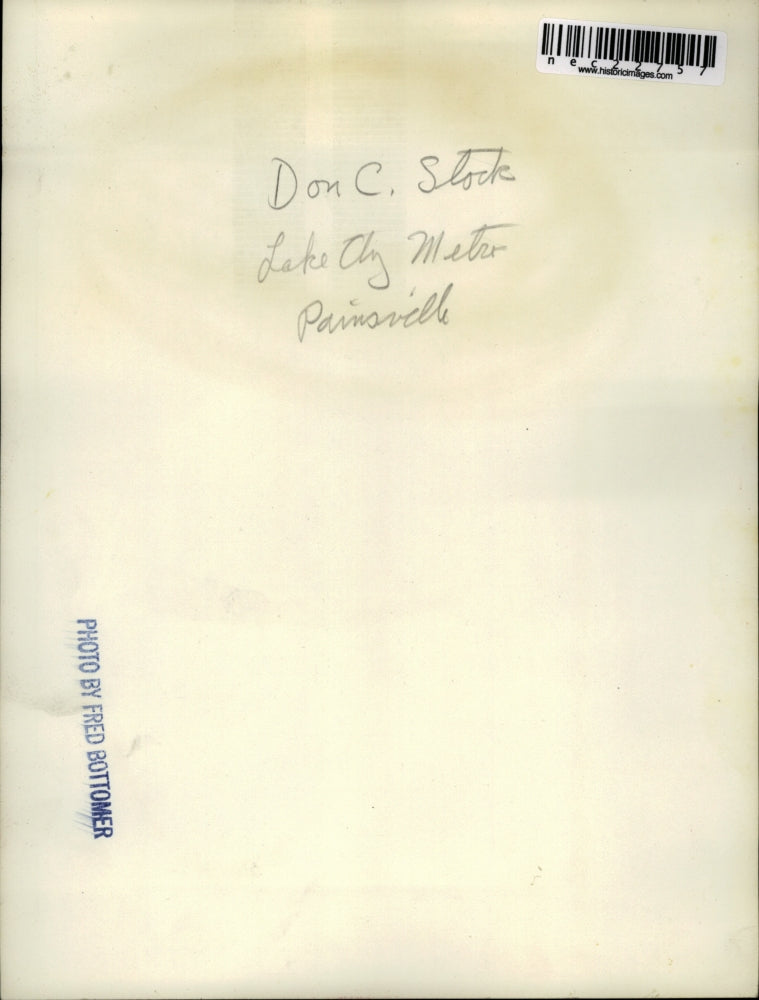 nec22757
www.historicimages.com
Don C. Stock
Lake Cty Metro
Painsville
PHOTO BY FRED BOTTOMER